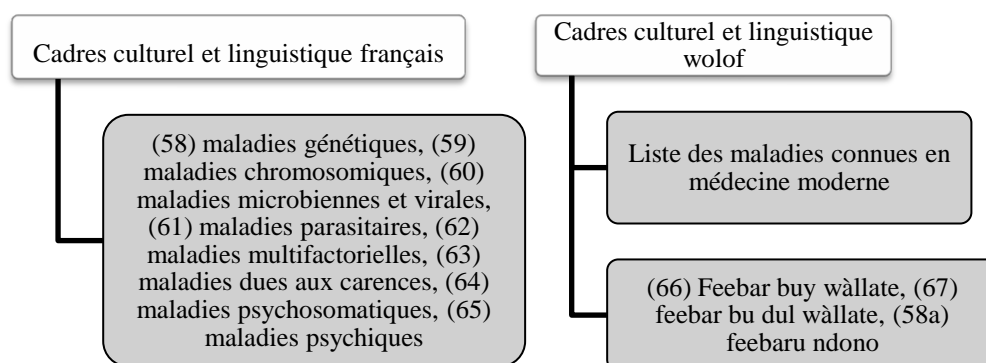 Cadres culturel et linguistique français
(58) maladies génétiques, (59)
maladies chromosomiques, (60)
maladies microbiennes et virales,
(61) maladies parasitaires, (62)
maladies multifactorielles, (63)
maladies dues aux carences, (64)
maladies psychosomatiques, (65)
maladies psychiques
Cadres culturel et linguistique
wolof
Liste des maladies connues en
médecine moderne
(66) Feebar buy wàllate, (67)
feebar bu dul wàllate, (58a)
feebaru ndono